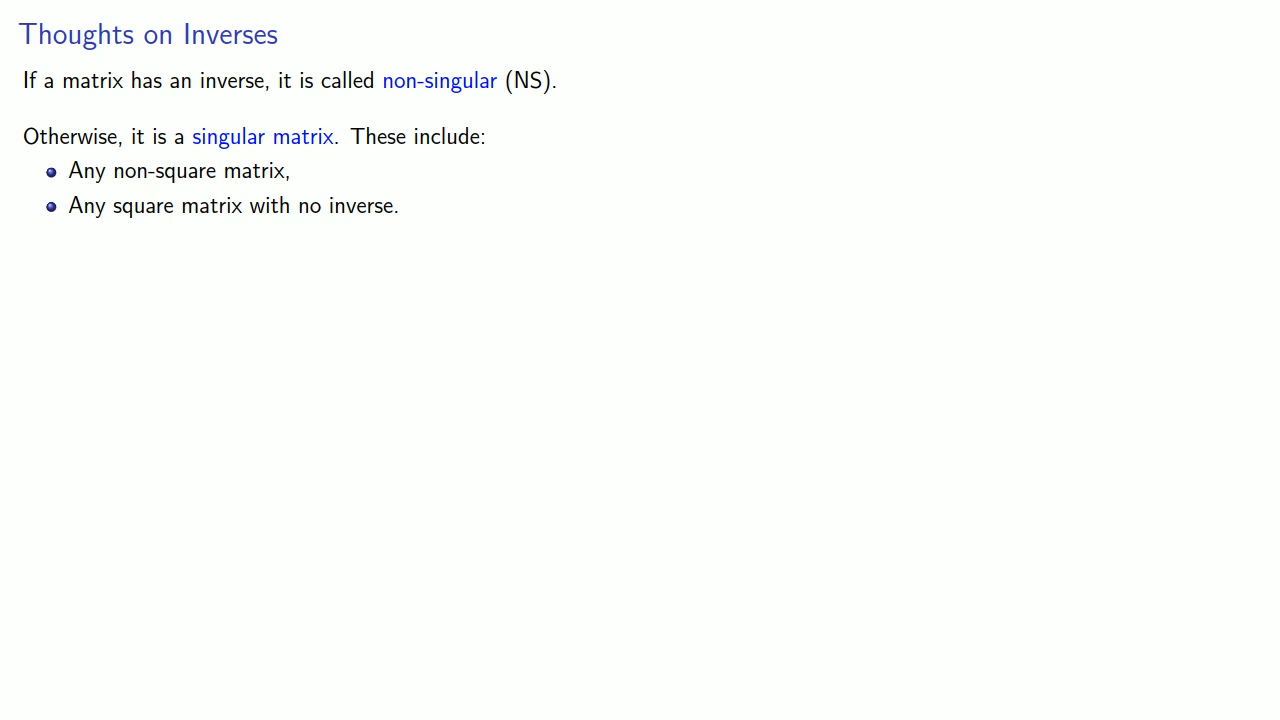 Thoughts on Inverses
If a matrix has an inverse, it is called non-singular (NS).
Otherwise, it is a singular matrix. These include:
Any non-square matrix,
Any square matrix with no inverse.